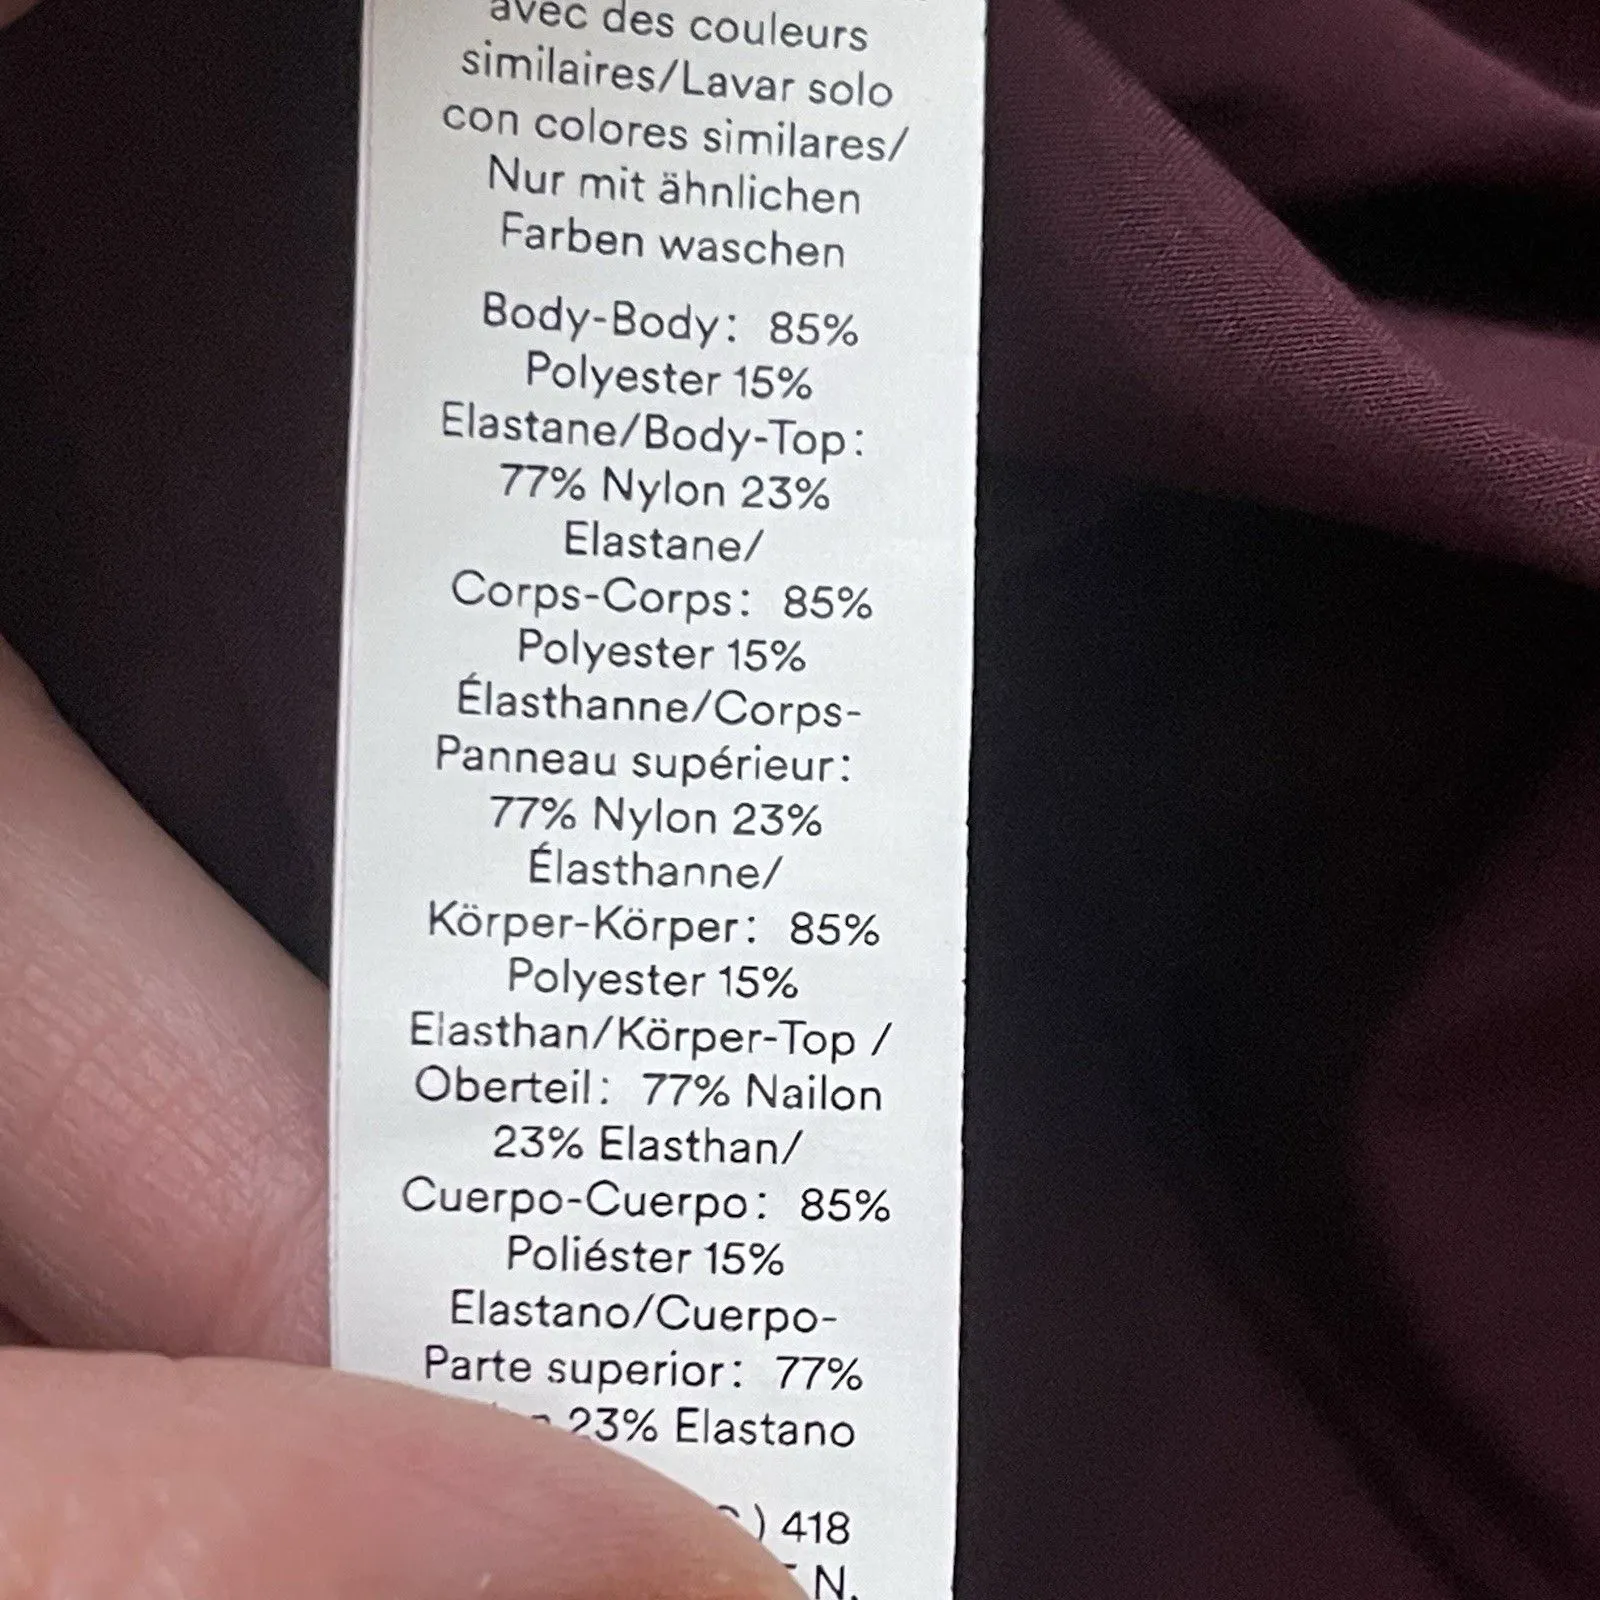 avec des couleurs
similaires/Lavar solo
con colores similares/
Nur mit ähnlichen
Farben waschen
Body-Body: 85%
Polyester 15%
Elastane/Body-Top:
77% Nylon 23%
Elastane/
Corps-Corps: 85%
Polyester 15%
Élasthanne/Corps-
Panneau supérieur:
77% Nylon 23%
Élasthanne/
Körper-Körper: 85%
Polyester 15%
Elasthan/Körper-Top /
Oberteil: 77% Nailon
23% Elasthan/
Cuerpo-Cuerpo: 85%
Poliéster 15%
Elastano/Cuerpo-
Parte superior: 77%
23% Elastano
) 418
N.